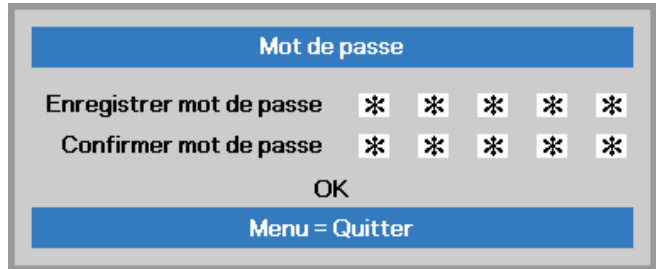 Mot de passe
Enregistrer mot de passe * * * * *
Confirmer mot de passe * * * * *
OK
Menu = Quitter